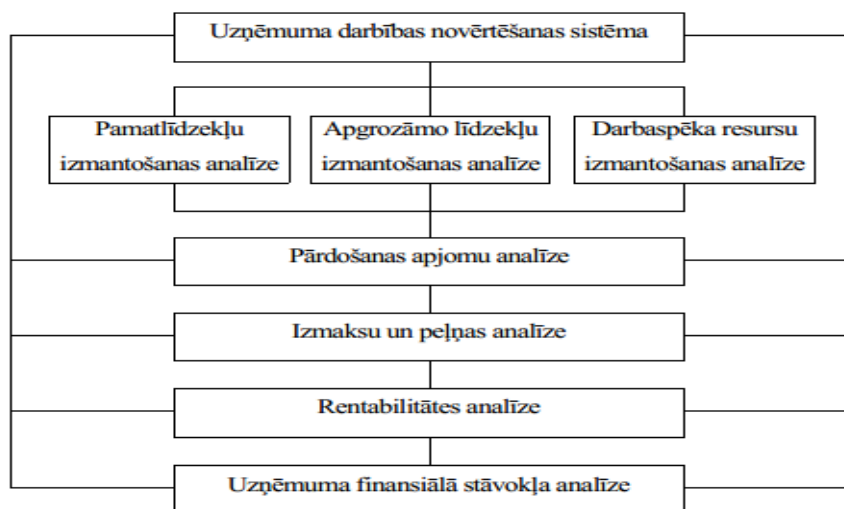 Uzņēmuma darbības novērtēšanas sistēma
Pamatlīdzekļu
izmantošanas analīze
Apgrozāmo līdzekļu
izmantošanas analīze
Darbaspēka resursu
izmantošanas analīze
Pārdošanas apjomu analīze
Izmaksu un peļņas analīze
Rentabilitātes analīze
Uzņēmuma finansiālā stāvokļa analīze